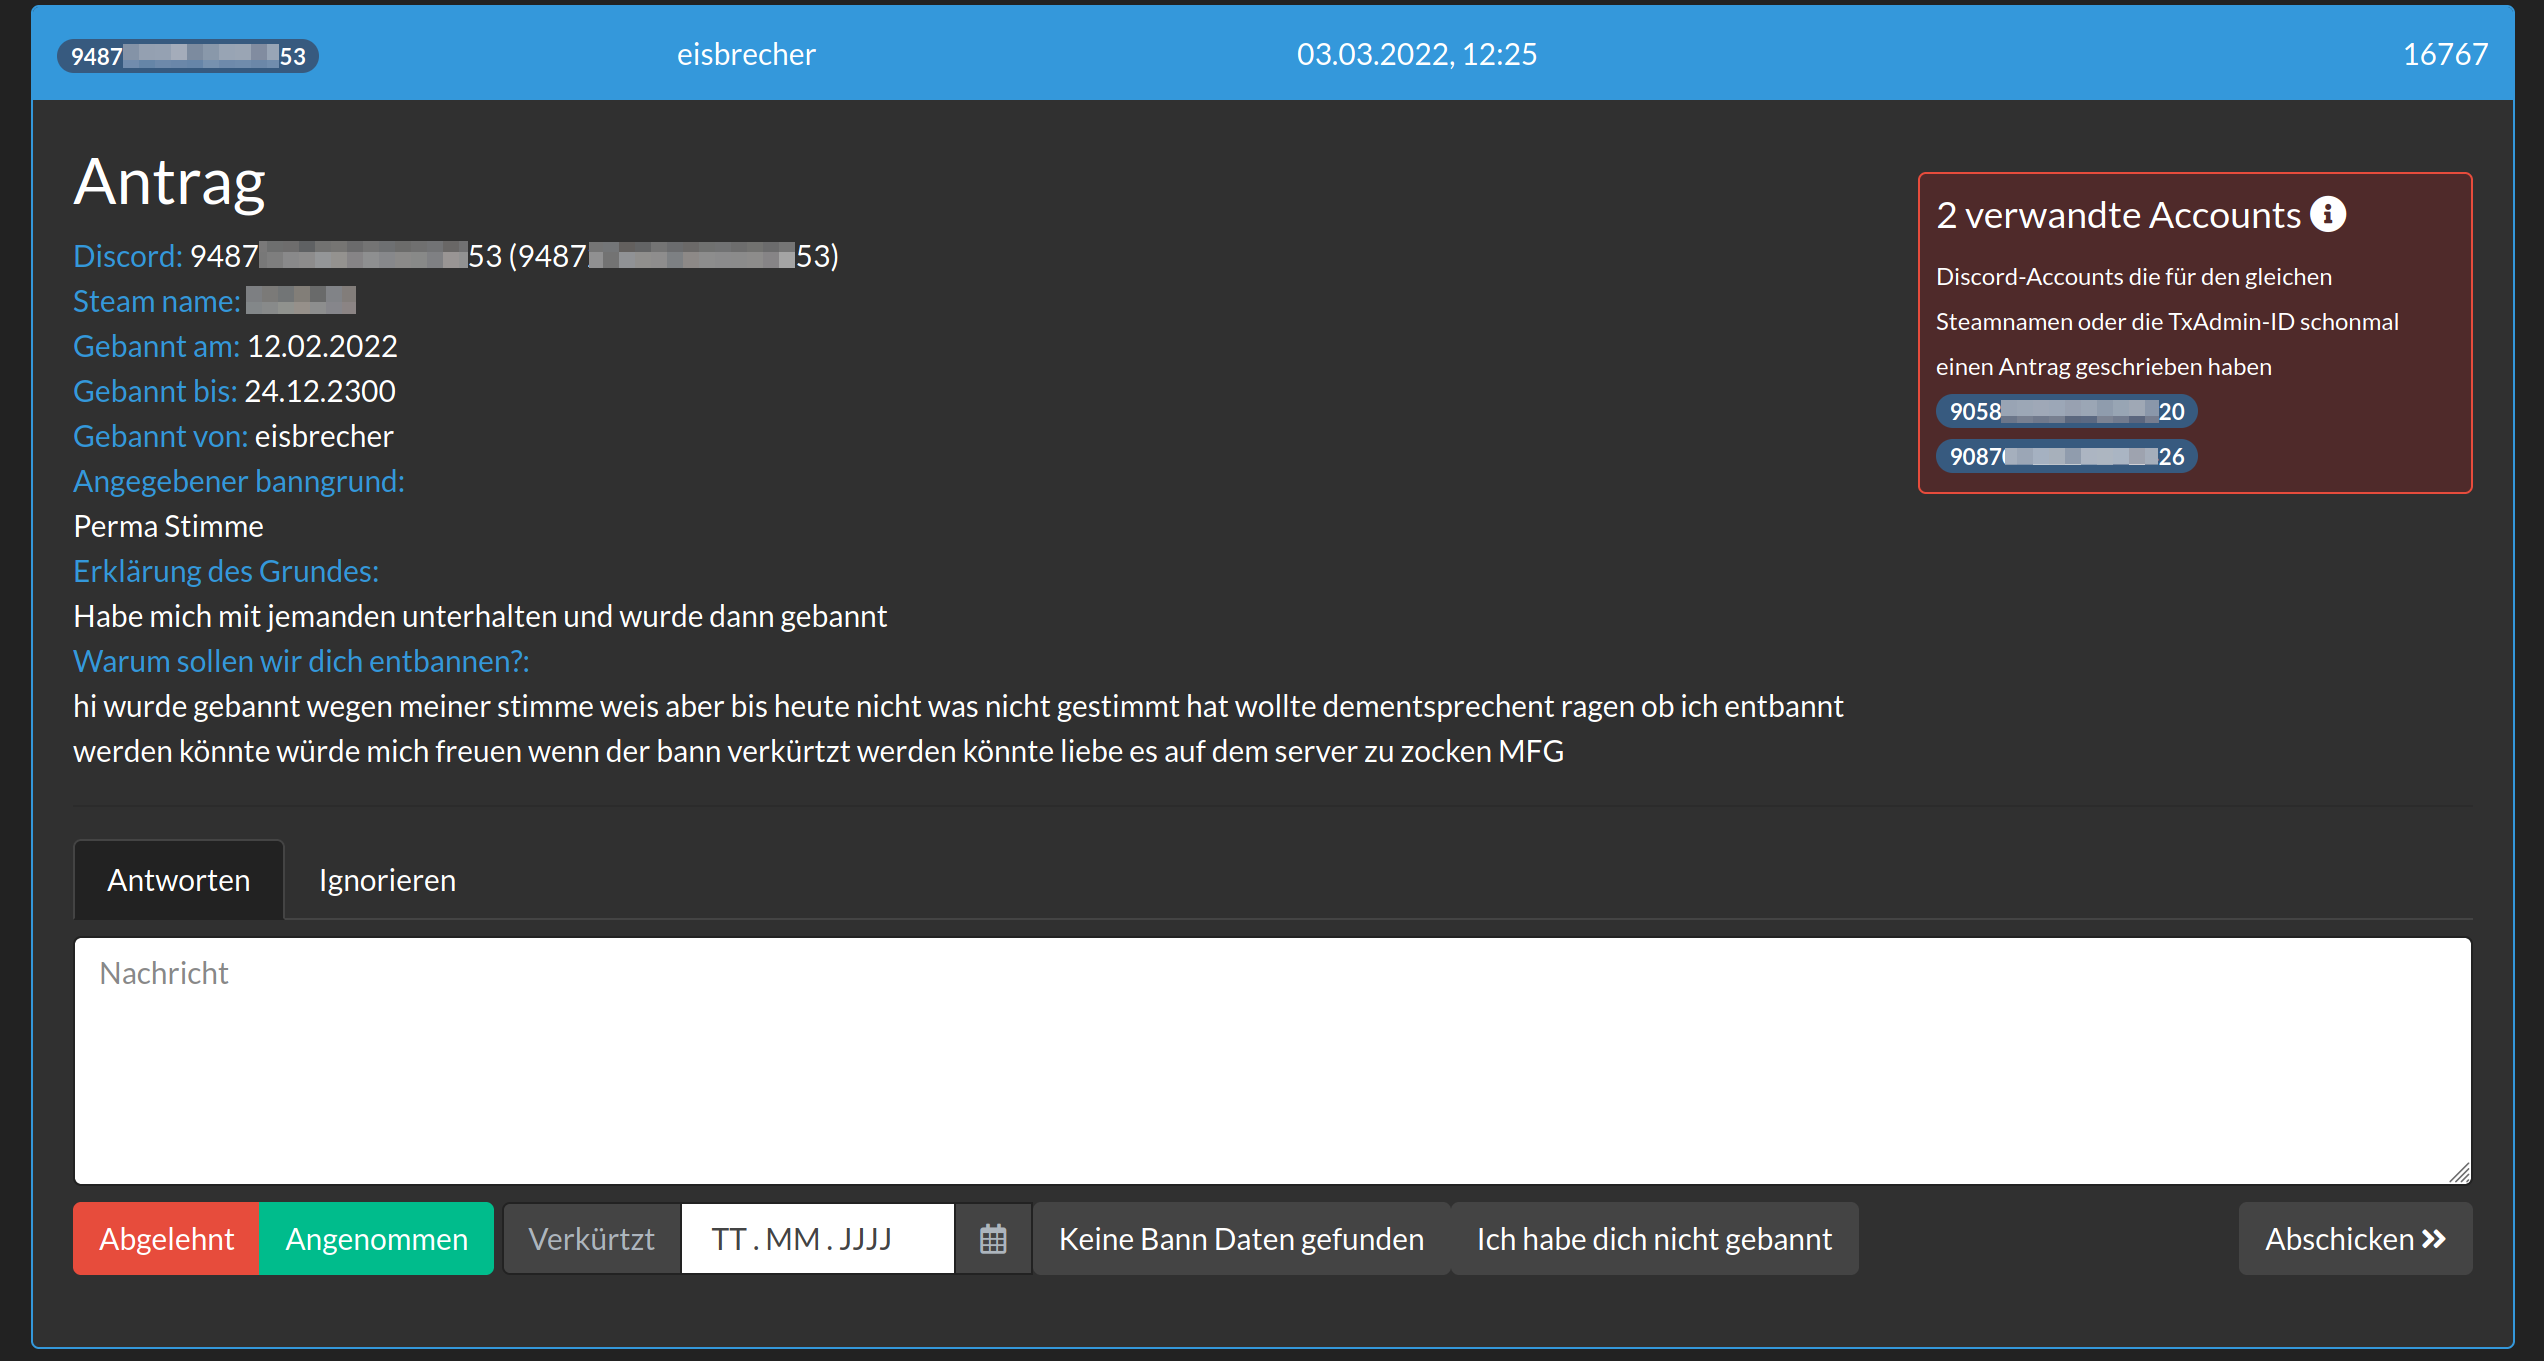 9487 53 eisbrecher 03.03.2022, 12:25 16767
Antrag
Discord: 9487 53 (9487 53)
Steam name:
Gebannt am: 12.02.2022
Gebannt bis: 24.12.2300
Gebannt von: eisbrecher
Angegebener banngrund:
Perma Stimme
Erklärung des Grundes:
Habe mich mit jemanden unterhalten und wurde dann gebannt
Warum sollen wir dich entbannen?:
hi wurde gebannt wegen meiner stimme weis aber bis heute nicht was nicht gestimmt hat wollte dementsprechent ragen ob ich entbannt
werden könnte würde mich freuen wenn der bann verkürtzt werden könnte liebe es auf dem server zu zocken MFG
2 verwandte Accounts
Discord-Accounts die für den gleichen
Steamnamen oder die TxAdmin-ID schonmal
einen Antrag geschrieben haben
9058 20
9087 26
Antworten Ignorieren
Nachricht
Abgelehnt Angenommen Verkürtzt TT.MM.JJJJ Keine Bann Daten gefunden Ich habe dich nicht gebannt Abschicken